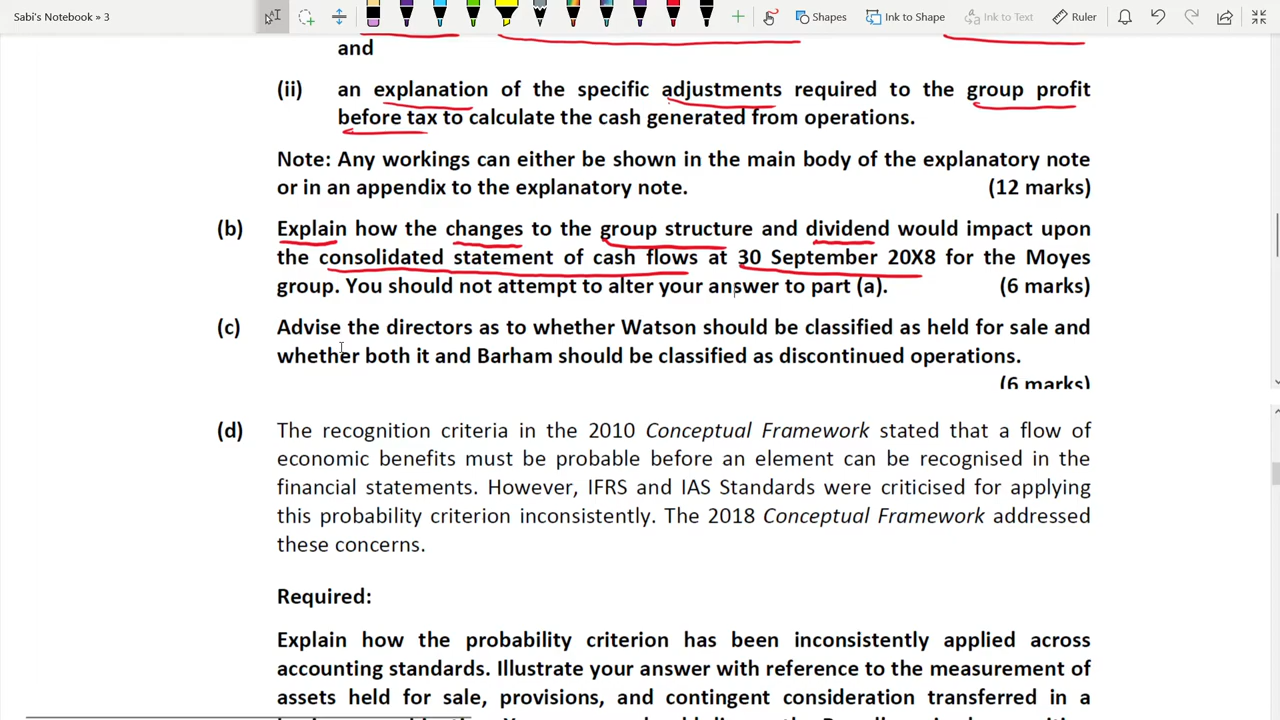 Sabi's Notebook » 3
Shapes
Ink to Shape
Ink to Text
Ruler
and
(ii) an explanation of the specific adjustments required to the group profit
before tax to calculate the cash generated from operations.
Note: Any workings can either be shown in the main body of the explanatory note
or in an appendix to the explanatory note. (12 marks)
(b) Explain how the changes to the group structure and dividend would impact upon
the consolidated statement of cash flows at 30 September 20X8 for the Moyes
group. You should not attempt to alter your answer to part (a). (6 marks)
(c) Advise the directors as to whether Watson should be classified as held for sale and
whether both it and Barham should be classified as discontinued operations.
(6 marks)
(d) The recognition criteria in the 2010 Conceptual Framework stated that a flow of
economic benefits must be probable before an element can be recognised in the
financial statements. However, IFRS and IAS Standards were criticised for applying
this probability criterion inconsistently. The 2018 Conceptual Framework addressed
these concerns.
Required:
Explain how the probability criterion has been inconsistently applied across
accounting standards. Illustrate your answer with reference to the measurement of
assets held for sale, provisions, and contingent consideration transferred in a